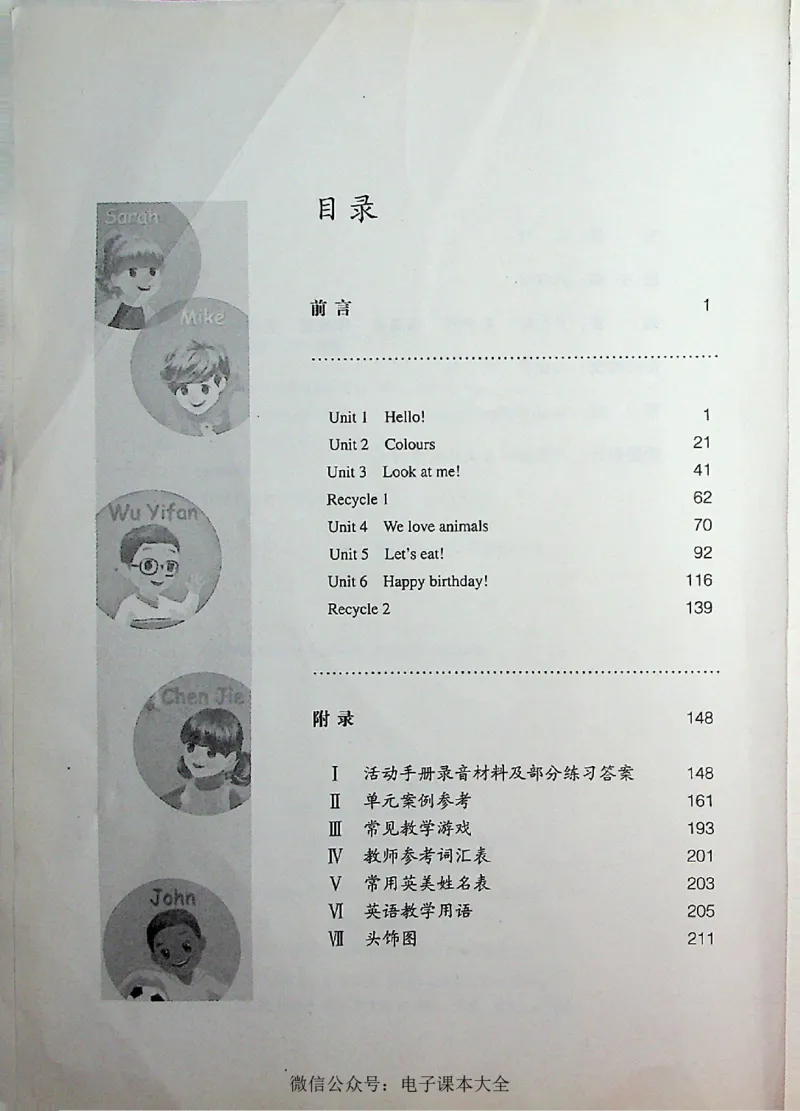 目录
前言 1
Unit 1 Hello! 1
Unit 2 Colours 21
Unit 3 Look at me! 41
Recycle 1 62
Unit 4 We love animals 70
Unit 5 Let's eat! 92
Unit 6 Happy birthday! 116
Recycle 2 139
附录 148
Ⅰ 活动手册录音材料及部分练习答案 148
Ⅱ 单元案例参考 161
Ⅲ 常见教学游戏 193
Ⅳ 教师参考词汇表 201
Ⅴ 常用英美姓名表 203
Ⅵ 英语教学用语 205
Ⅶ 头饰图 211
Sarah
Mike
Wu Yifan
Chen Jie
John
微信公众号：电子课本大全